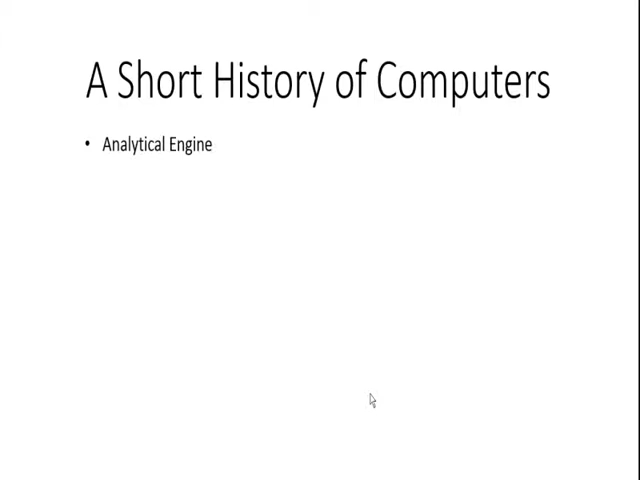 A Short History of Computers
• Analytical Engine